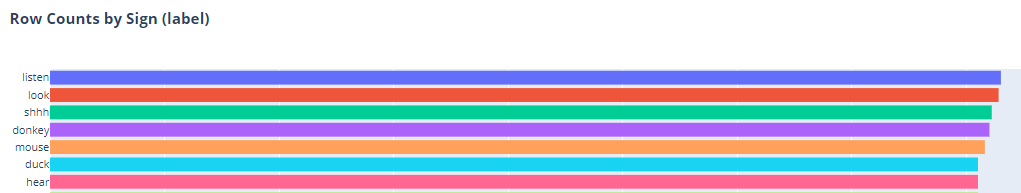 Row Counts by Sign (label)
listen
look
shhh
donkey
mouse
duck
hear